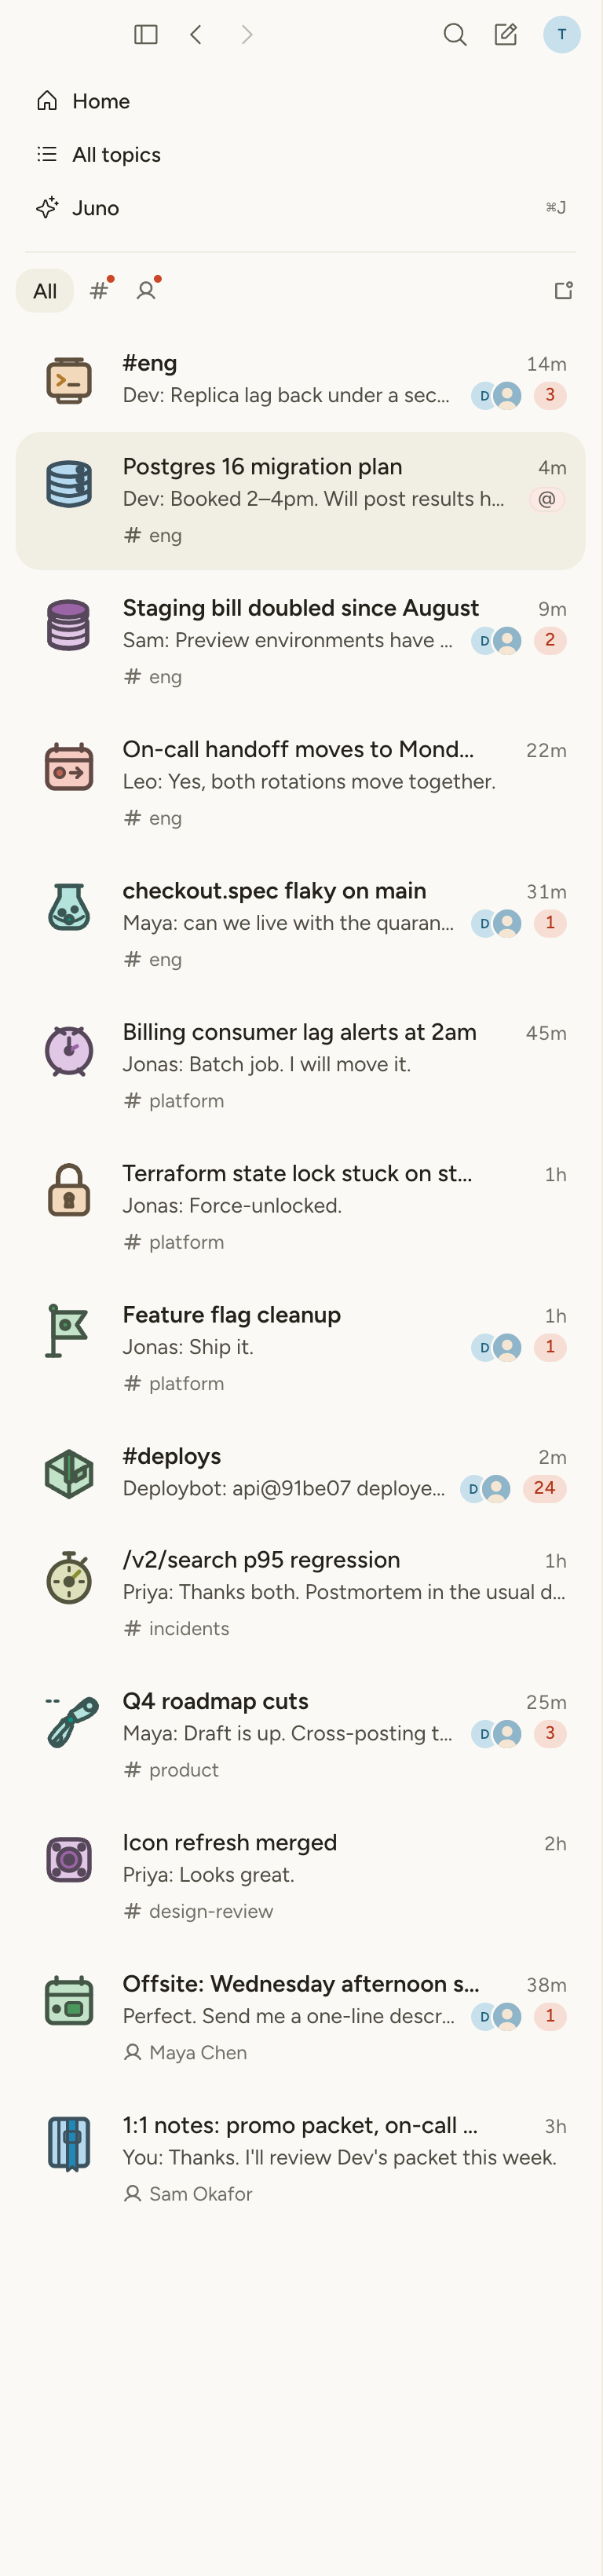 T
Home
All topics
Juno ⌘J
All
#eng 14m
Dev: Replica lag back under a sec... D 3
Postgres 16 migration plan 4m
Dev: Booked 2–4pm. Will post results h... @
# eng
Staging bill doubled since August 9m
Sam: Preview environments have ... D 2
# eng
On-call handoff moves to Mond... 22m
Leo: Yes, both rotations move together.
# eng
checkout.spec flaky on main 31m
Maya: can we live with the quaran... D 1
# eng
Billing consumer lag alerts at 2am 45m
Jonas: Batch job. I will move it.
# platform
Terraform state lock stuck on st... 1h
Jonas: Force-unlocked.
# platform
Feature flag cleanup 1h
Jonas: Ship it. D 1
# platform
#deploys 2m
Deploybot: api@91be07 deploye... D 24
/v2/search p95 regression 1h
Priya: Thanks both. Postmortem in the usual d...
# incidents
Q4 roadmap cuts 25m
Maya: Draft is up. Cross-posting t... D 3
# product
Icon refresh merged 2h
Priya: Looks great.
# design-review
Offsite: Wednesday afternoon s... 38m
Perfect. Send me a one-line descr... D 1
Maya Chen
1:1 notes: promo packet, on-call ... 3h
You: Thanks. I'll review Dev's packet this week.
Sam Okafor